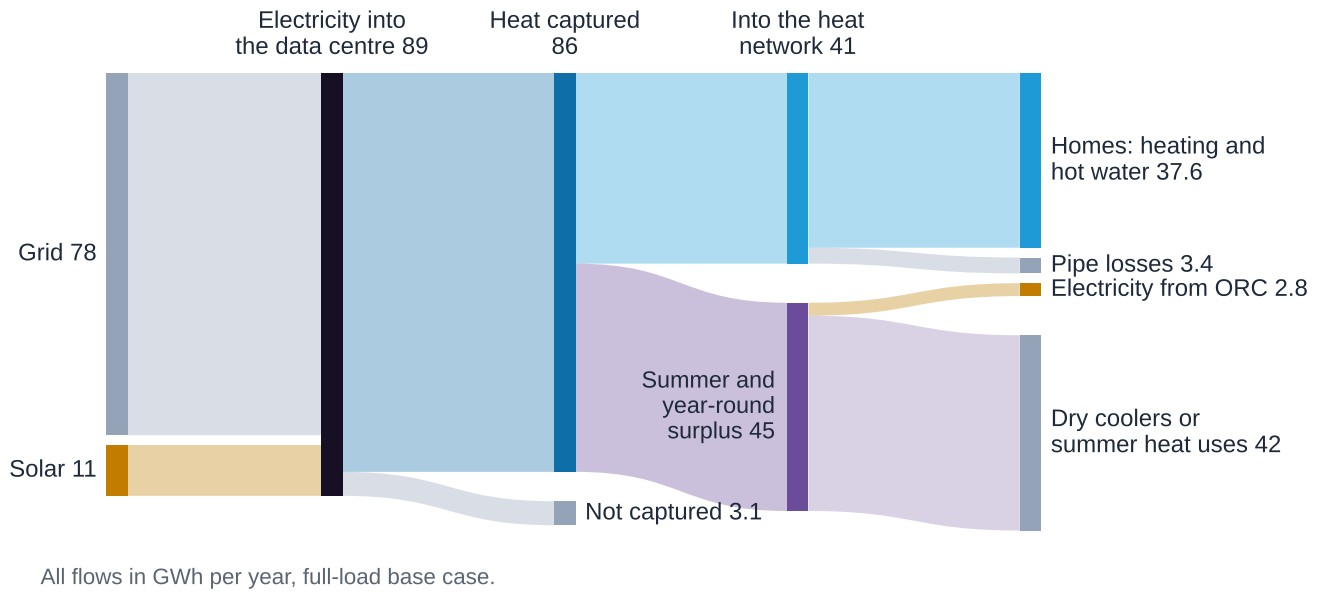 Electricity into
the data centre 89
Heat captured
86
Into the heat
network 41
Homes: heating and
hot water 37.6
Grid 78
Pipe losses 3.4
Electricity from ORC 2.8
Summer and
year-round
surplus 45
Dry coolers or
summer heat uses 42
Solar 11
Not captured 3.1
All flows in GWh per year, full-load base case.